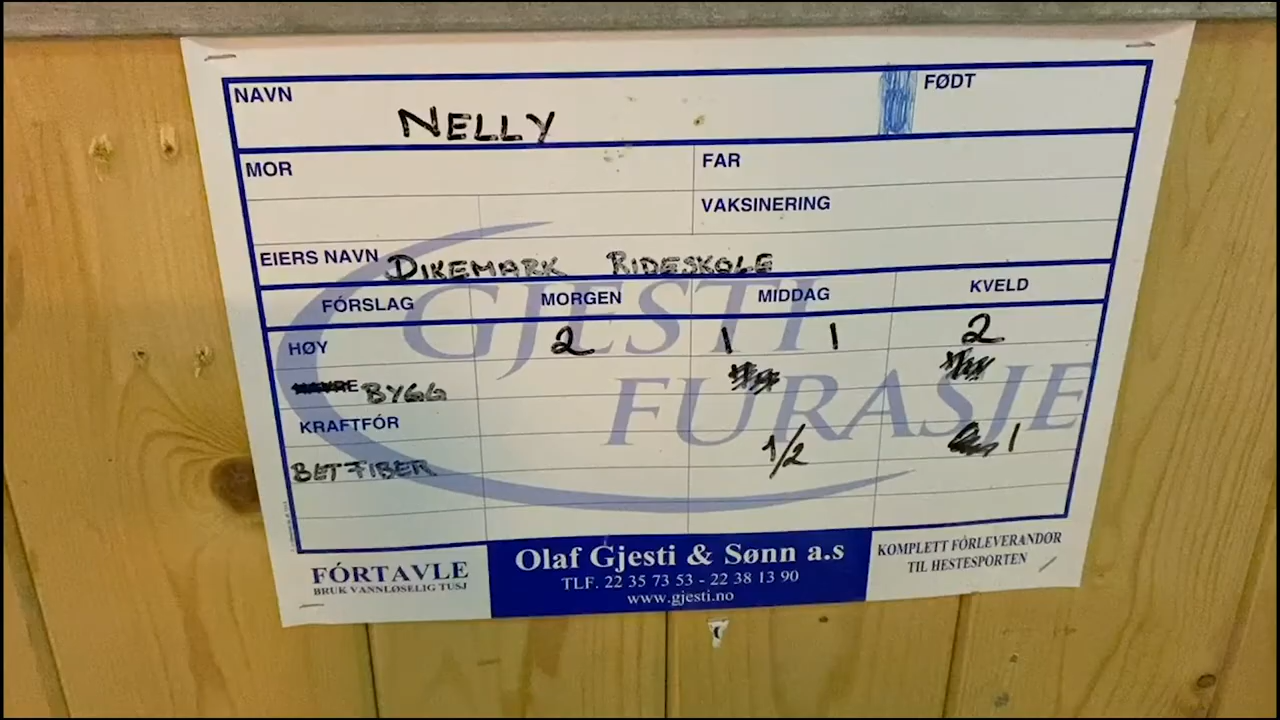 NAVN NELLY FØDT
MOR FAR
VAKSINERING
EIERS NAVN DIKEMARK RIDESKOLE
FÓRSLAG MORGEN MIDDAG KVELD
HØY 2 1 1 2
BYGG
KRAFTFÓR
BETFIBER 1/2 1
GJESTI
FURASJE
FÓRTAVLE
BRUK VANNLØSELIG TUSJ
Olaf Gjesti & Sønn a.s
TLF. 22 35 73 53 - 22 38 13 90
www.gjesti.no
KOMPLETT FÓRLEVERANDØR
TIL HESTESPORTEN